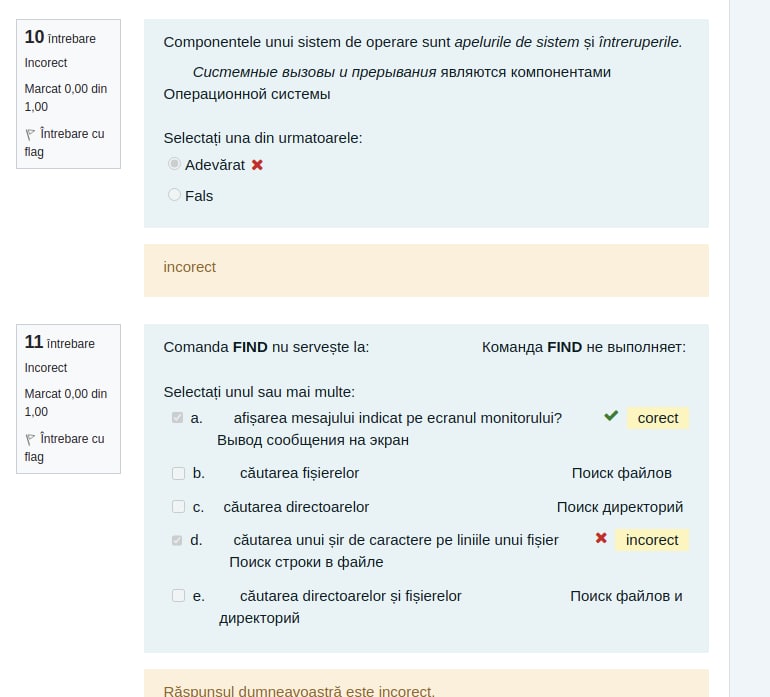 10 întrebare
Incorect
Marcat 0,00 din
1,00
Întrebare cu
flag
Componentele unui sistem de operare sunt apelurile de sistem și întreruperile.
Системные вызовы и прерывания являются компонентами
Операционной системы
Selectați una din urmatoarele:
Adevărat
Fals
incorect
11 întrebare
Incorect
Marcat 0,00 din
1,00
Întrebare cu
flag
Comanda FIND nu servește la: Команда FIND не выполняет:
Selectați unul sau mai multe:
a. afișarea mesajului indicat pe ecranul monitorului? corect
Вывод сообщения на экран
b. căutarea fișierelor Поиск файлов
c. căutarea directoarelor Поиск директорий
d. căutarea unui șir de caractere pe liniile unui fișier incorect
Поиск строки в файле
e. căutarea directoarelor și fișierelor Поиск файлов и
директорий
Răspunsul dumneavoastră este incorect.